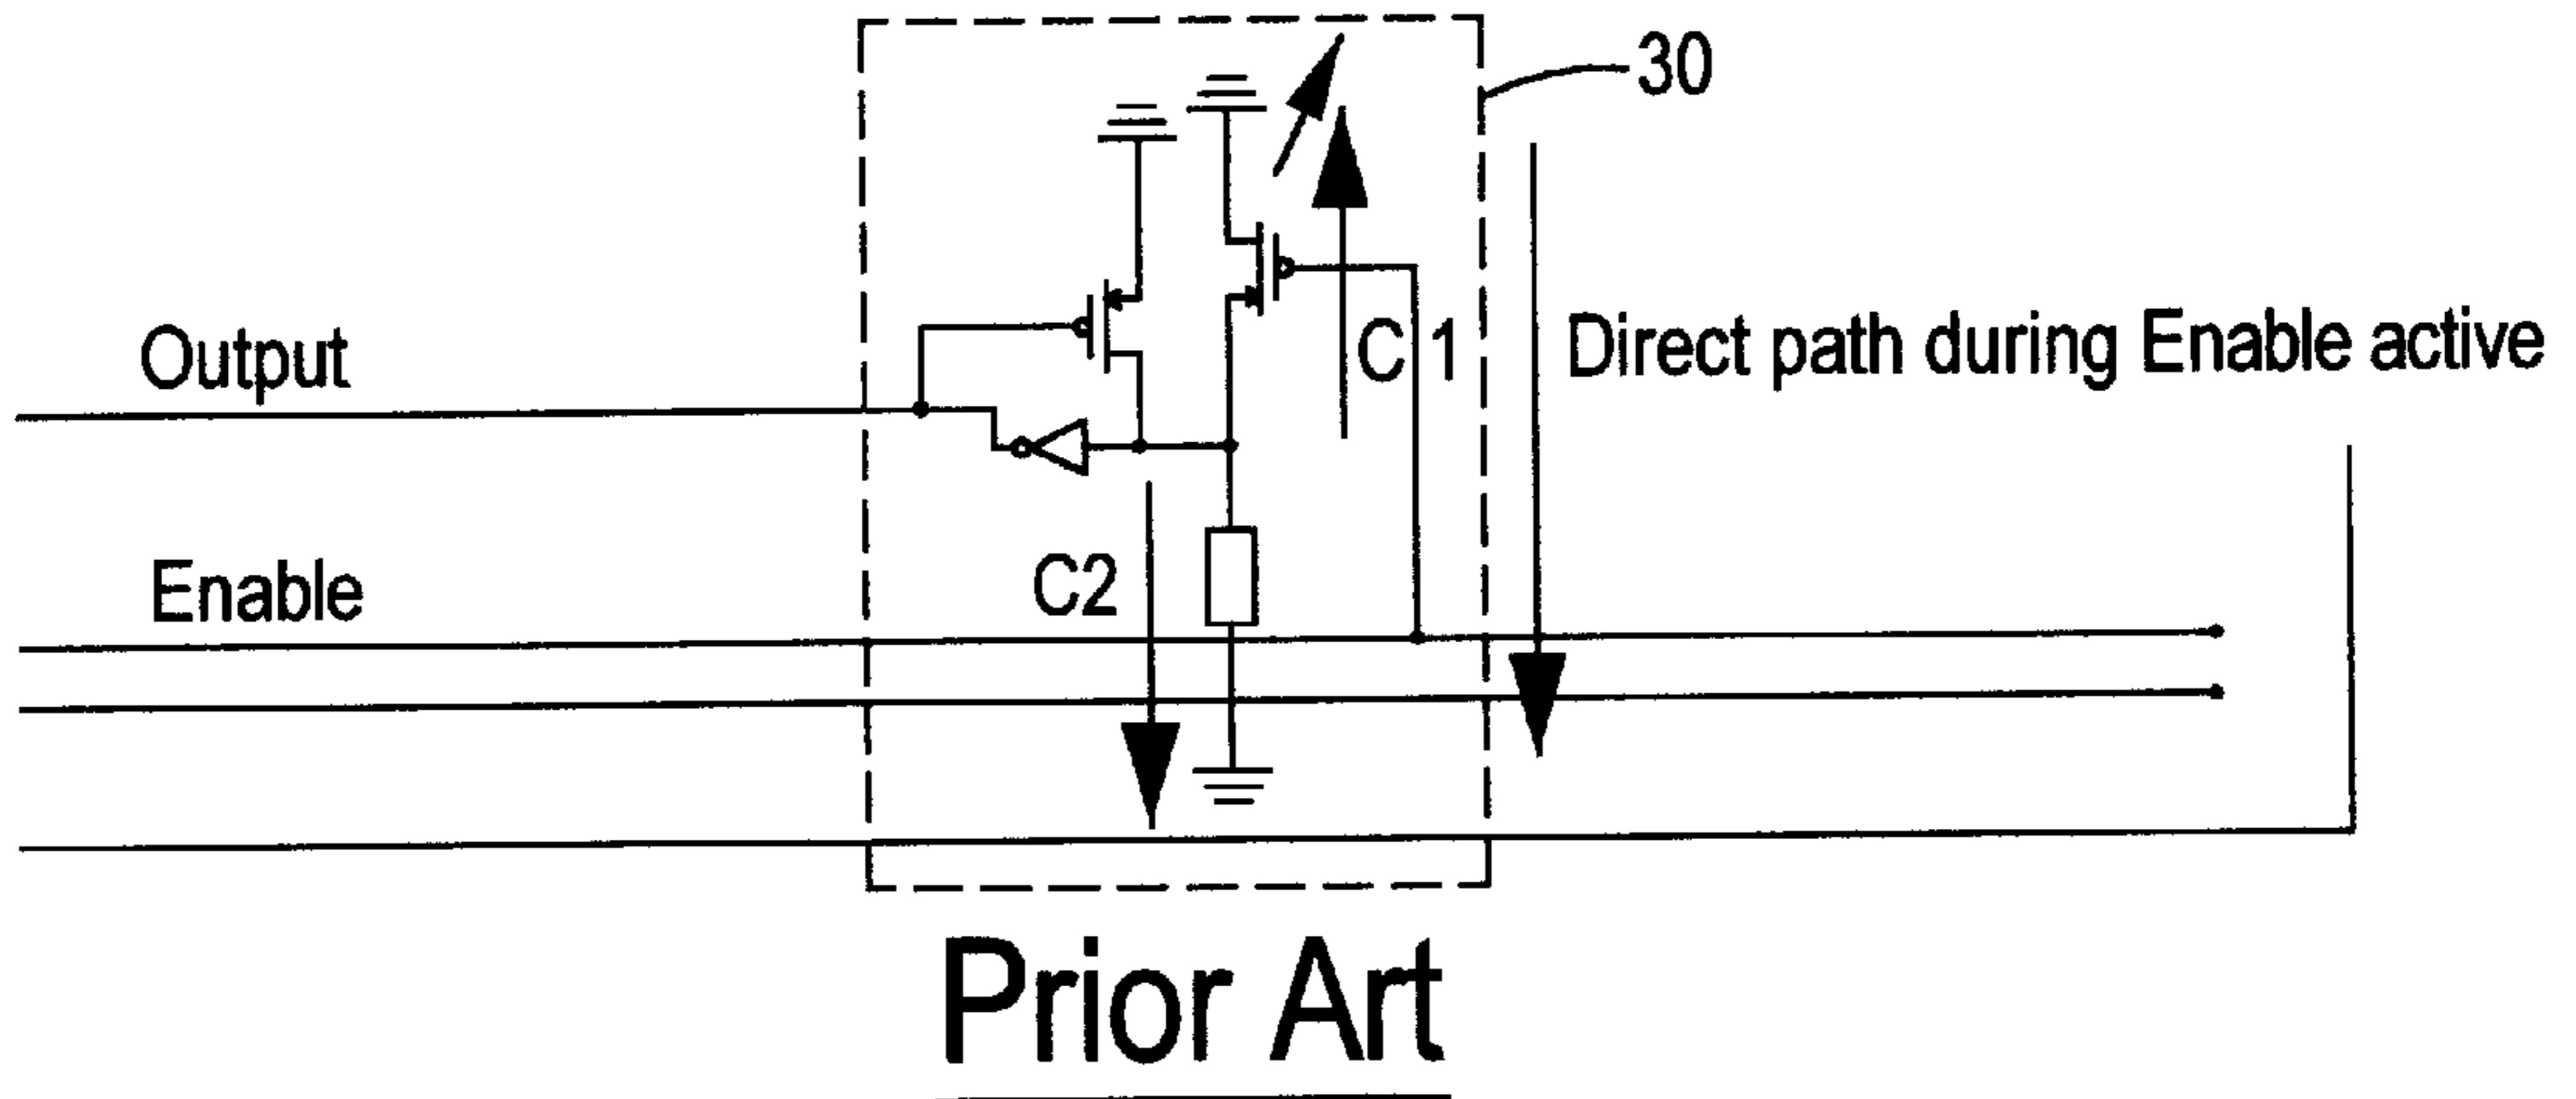 30
Output
C 1
Direct path during Enable active
Enable
C2
Prior Art